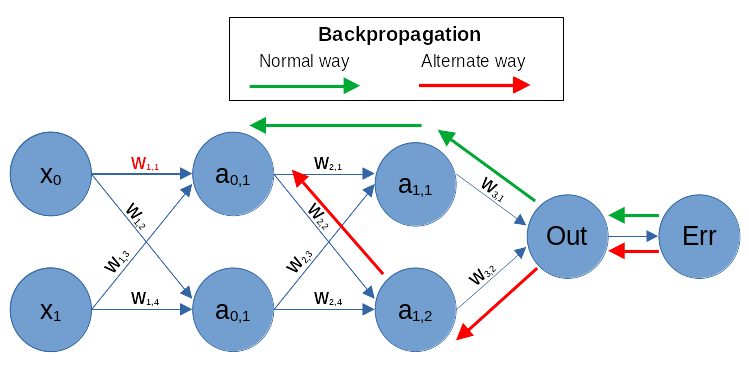 Backpropagation
Normal way Alternate way
x0 W1,1 a0,1 W2,1 a1,1 W3,1
W1,2 W2,2
Out Err
W1,3 W2,3 W3,2
x1 W1,4 a0,1 W2,4 a1,2